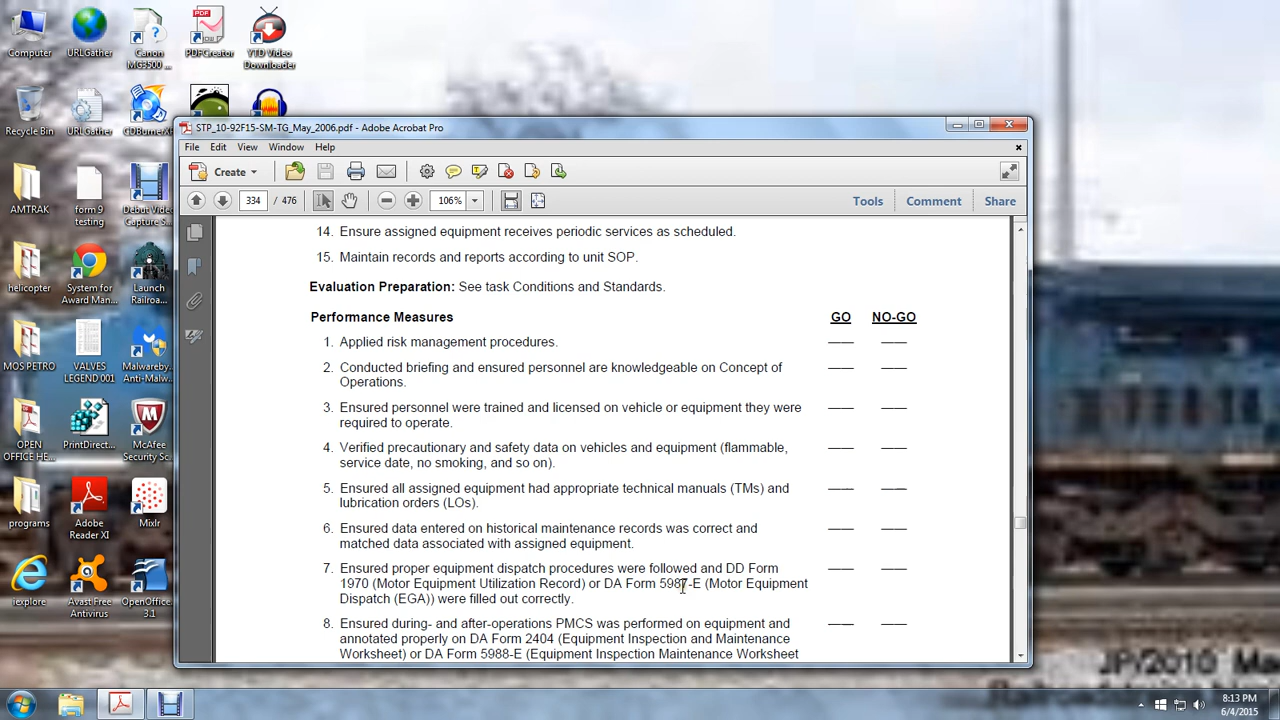 Computer
URLGather
Canon MG3500 ...
PDFCreator
YTD Video Downloader
Recycle Bin
URLGather
CDBurnerXP
AMTRAK
form 9 testing
Debut Video Capture S...
helicopter
System for Award Man...
Launch Railroa...
MOS PETRO
VALVES LEGEND 001
Malwareby... Anti-Malw...
OPEN OFFICE HE...
PrintDirect...
McAfee Security Sc...
programs
Adobe Reader XI
Mixlr
iexplore
Avast Free Antivirus
OpenOffice... 3.1
STP_10-92F15-SM-TG_May_2006.pdf - Adobe Acrobat Pro
File Edit View Window Help
Create
334 / 476 106% Tools Comment Share
14. Ensure assigned equipment receives periodic services as scheduled.
15. Maintain records and reports according to unit SOP.
Evaluation Preparation: See task Conditions and Standards.
Performance Measures GO NO-GO
1. Applied risk management procedures.
2. Conducted briefing and ensured personnel are knowledgeable on Concept of
Operations.
3. Ensured personnel were trained and licensed on vehicle or equipment they were
required to operate.
4. Verified precautionary and safety data on vehicles and equipment (flammable,
service date, no smoking, and so on).
5. Ensured all assigned equipment had appropriate technical manuals (TMs) and
lubrication orders (LOs).
6. Ensured data entered on historical maintenance records was correct and
matched data associated with assigned equipment.
7. Ensured proper equipment dispatch procedures were followed and DD Form
1970 (Motor Equipment Utilization Record) or DA Form 5987-E (Motor Equipment
Dispatch (EGA)) were filled out correctly.
8. Ensured during- and after-operations PMCS was performed on equipment and
annotated properly on DA Form 2404 (Equipment Inspection and Maintenance
Worksheet) or DA Form 5988-E (Equipment Inspection Maintenance Worksheet
JP/2010
8:13 PM
6/4/2015